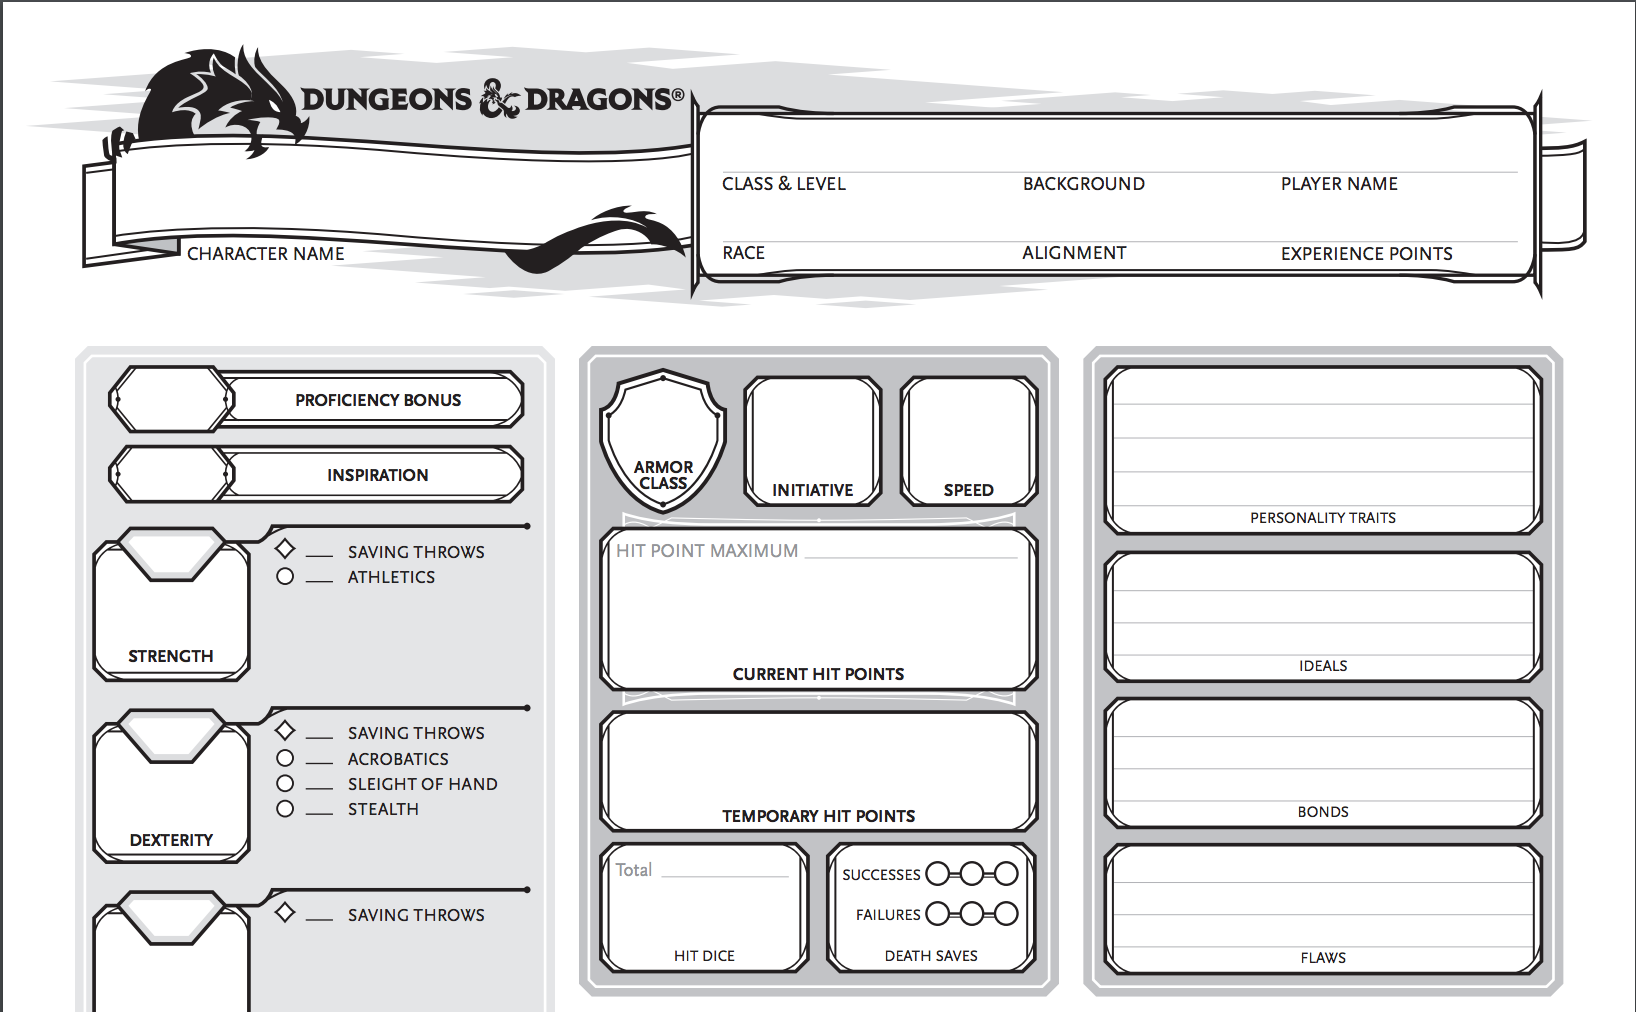 DUNGEONS & DRAGONS®
CHARACTER NAME
CLASS & LEVEL
BACKGROUND
PLAYER NAME
RACE
ALIGNMENT
EXPERIENCE POINTS
PROFICIENCY BONUS
INSPIRATION
STRENGTH
SAVING THROWS
ATHLETICS
DEXTERITY
SAVING THROWS
ACROBATICS
SLEIGHT OF HAND
STEALTH
SAVING THROWS
ARMOR
CLASS
INITIATIVE
SPEED
HIT POINT MAXIMUM
CURRENT HIT POINTS
TEMPORARY HIT POINTS
Total
HIT DICE
SUCCESSES
FAILURES
DEATH SAVES
PERSONALITY TRAITS
IDEALS
BONDS
FLAWS